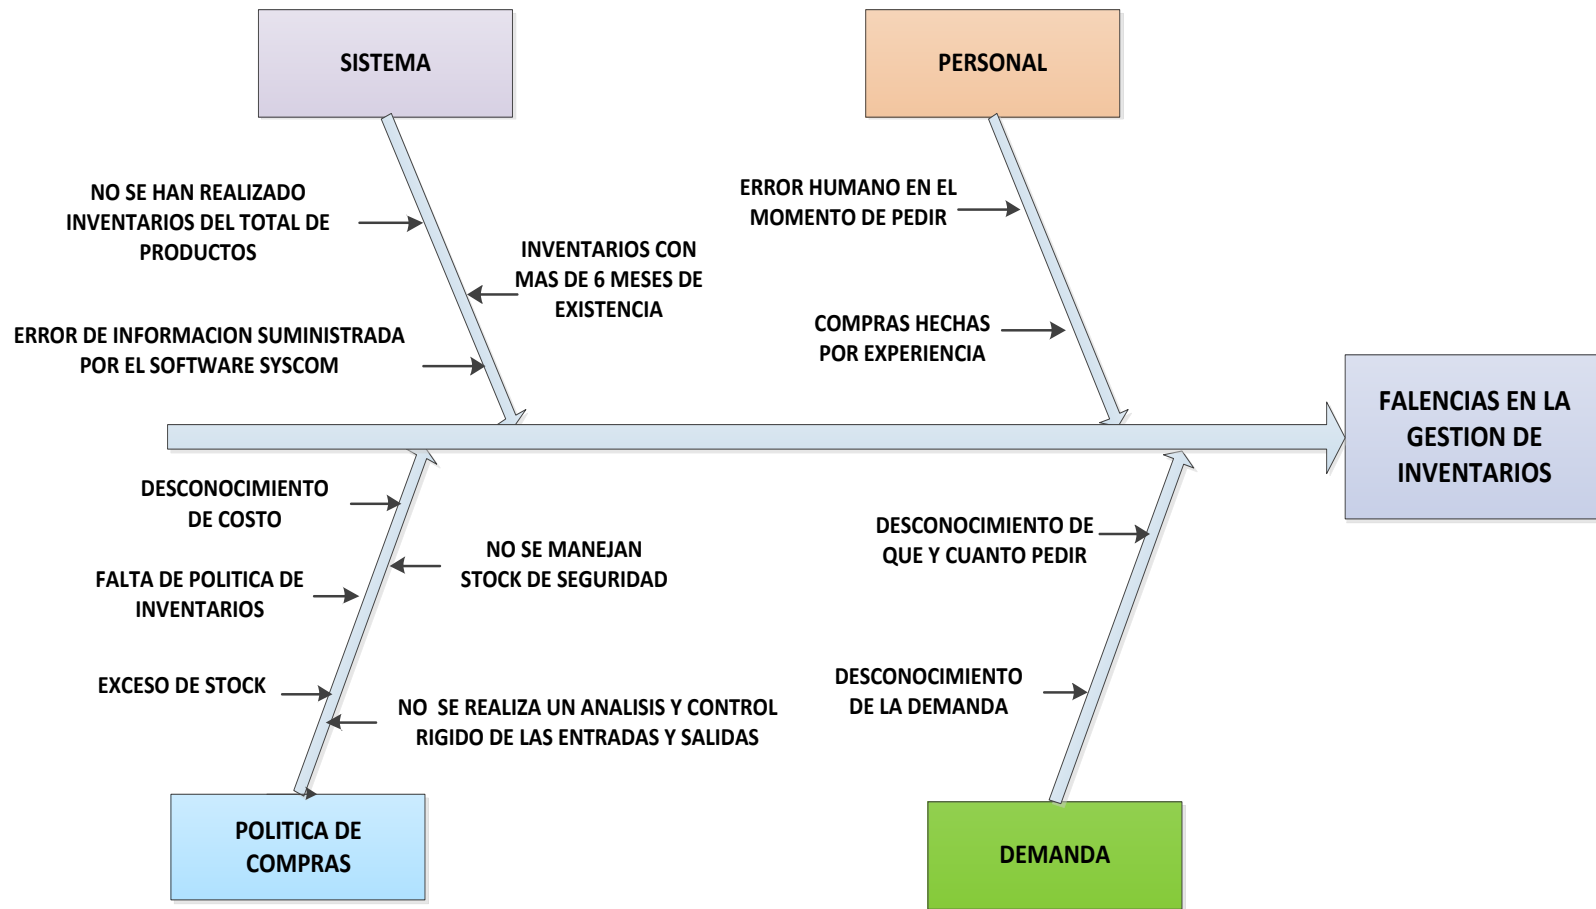 SISTEMA
PERSONAL
NO SE HAN REALIZADO
INVENTARIOS DEL TOTAL DE
PRODUCTOS
INVENTARIOS CON
MAS DE 6 MESES DE
EXISTENCIA
ERROR DE INFORMACION SUMINISTRADA
POR EL SOFTWARE SYSCOM
ERROR HUMANO EN EL
MOMENTO DE PEDIR
COMPRAS HECHAS
POR EXPERIENCIA
FALENCIAS EN LA
GESTION DE
INVENTARIOS
DESCONOCIMIENTO
DE COSTO
NO SE MANEJAN
STOCK DE SEGURIDAD
FALTA DE POLITICA DE
INVENTARIOS
EXCESO DE STOCK
NO  SE REALIZA UN ANALISIS Y CONTROL
RIGIDO DE LAS ENTRADAS Y SALIDAS
DESCONOCIMIENTO DE
QUE Y CUANTO PEDIR
DESCONOCIMIENTO
DE LA DEMANDA
POLITICA DE
COMPRAS
DEMANDA